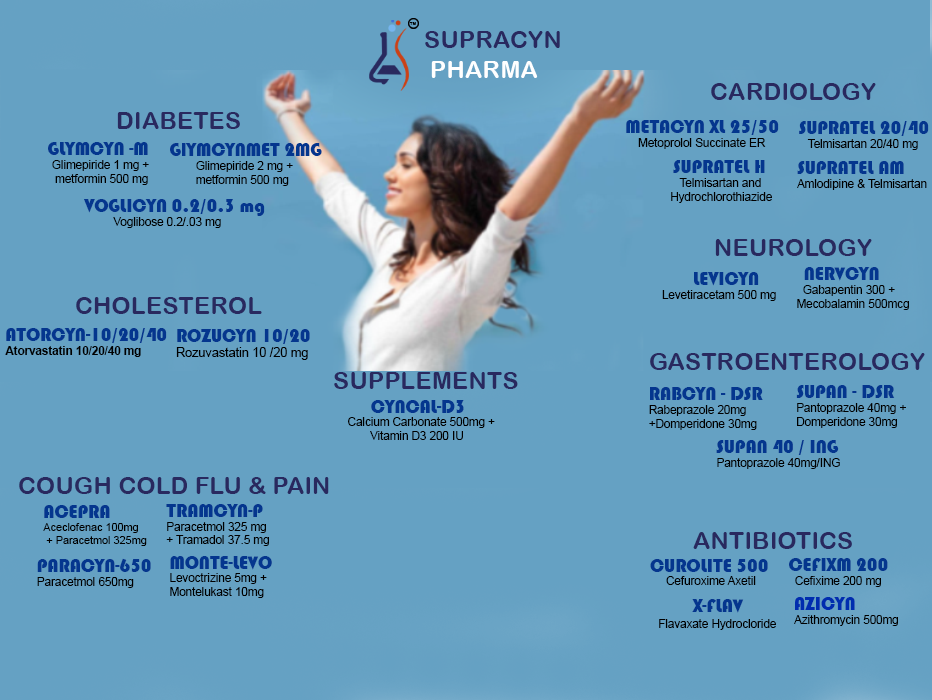 TM
SUPRACYN
PHARMA
DIABETES
GLYMCYN -M
Glimepiride 1 mg +
metformin 500 mg
GIYMCYNMET 2MG
Glimepiride 2 mg +
metformin 500 mg
VOGLICYN 0.2/0.3 mg
Voglibose 0.2/.03 mg
CHOLESTEROL
ATORCYN-10/20/40
Atorvastatin 10/20/40 mg
ROZUCYN 10/20
Rozuvastatin 10 /20 mg
SUPPLEMENTS
CYNCAL-D3
Calcium Carbonate 500mg +
Vitamin D3 200 IU
COUGH COLD FLU & PAIN
ACEPRA
Aceclofenac 100mg
+ Paracetmol 325mg
TRAMCYN-P
Paracetmol 325 mg
+ Tramadol 37.5 mg
PARACYN-650
Paracetmol 650mg
MONTE-LEVO
Levoctrizine 5mg +
Montelukast 10mg
CARDIOLOGY
METACYN XL 25/50
Metoprolol Succinate ER
SUPRATEL 20/40
Telmisartan 20/40 mg
SUPRATEL H
Telmisartan and
Hydrochlorothiazide
SUPRATEL AM
Amlodipine & Telmisartan
NEUROLOGY
LEVICYN
Levetiracetam 500 mg
NERVCYN
Gabapentin 300 +
Mecobalamin 500mcg
GASTROENTEROLOGY
RABCYN - DSR
Rabeprazole 20mg
+Domperidone 30mg
SUPAN - DSR
Pantoprazole 40mg +
Domperidone 30mg
SUPAN 40 / ING
Pantoprazole 40mg/ING
ANTIBIOTICS
CUROLITE 500
Cefuroxime Axetil
CEFIXM 200
Cefixime 200 mg
X-FLAV
Flavaxate Hydrocloride
AZICYN
Azithromycin 500mg